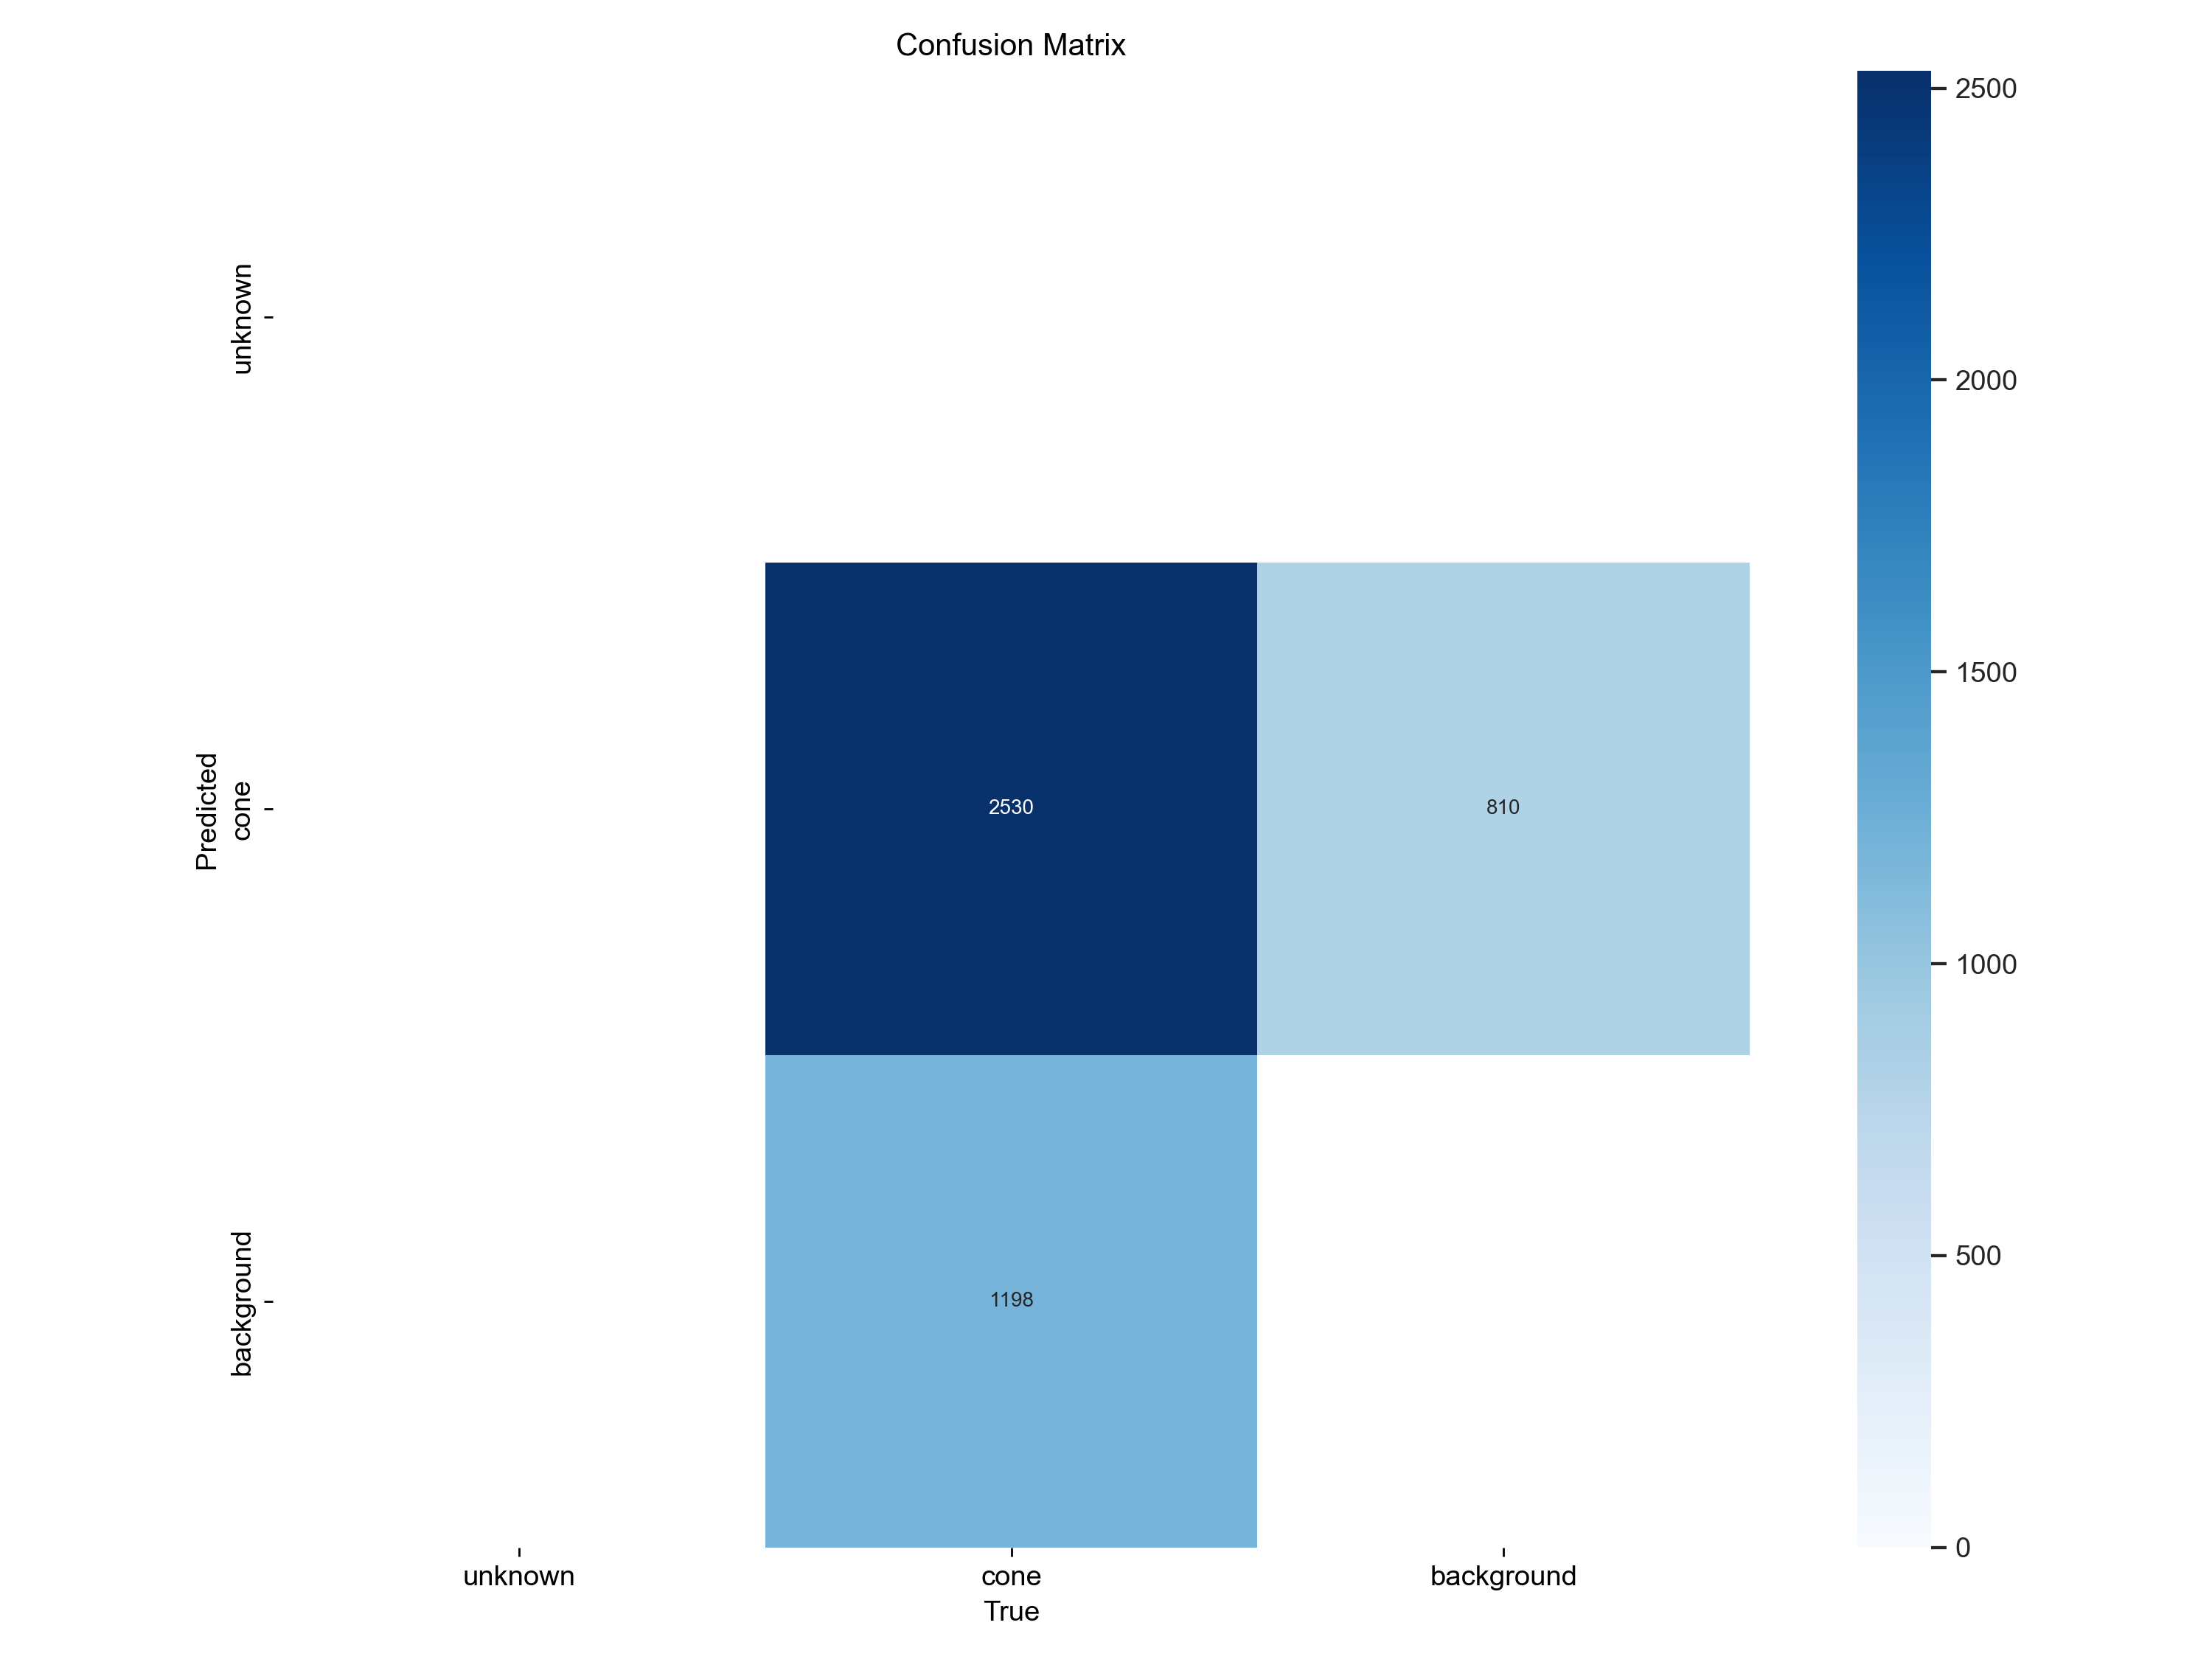 Confusion Matrix
unknown
cone
background
Predicted
2530
810
1198
unknown
cone
background
True
2500
2000
1500
1000
500
0